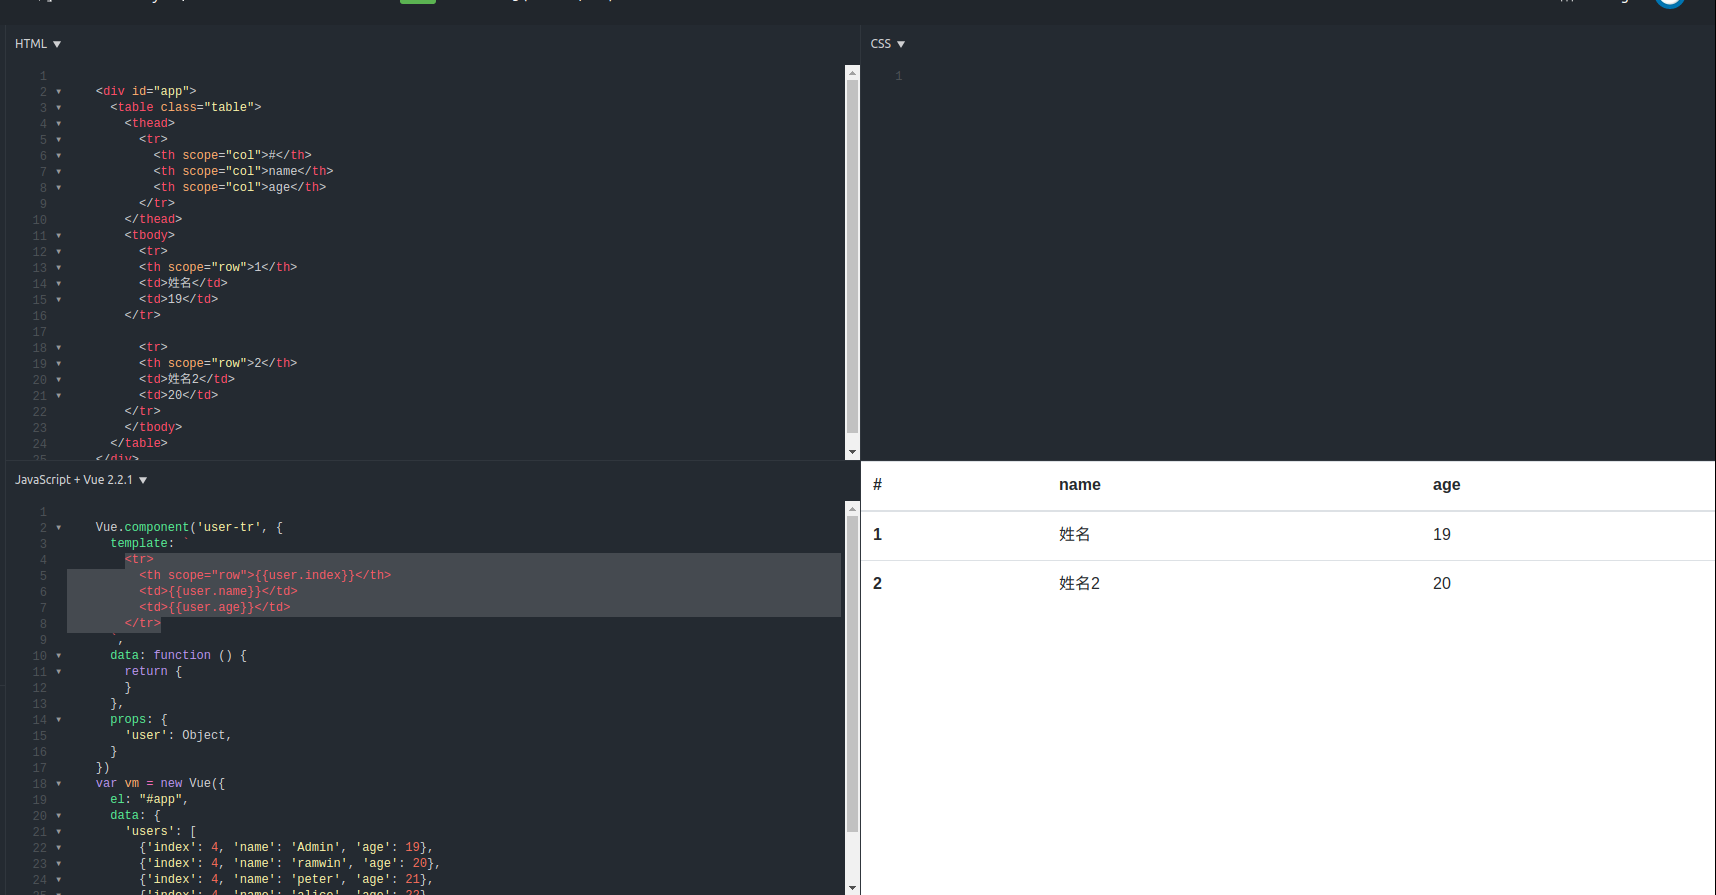 HTML
1
2 <div id="app">
3 <table class="table">
4 <thead>
5 <tr>
6 <th scope="col">#</th>
7 <th scope="col">name</th>
8 <th scope="col">age</th>
9 </tr>
10 </thead>
11 <tbody>
12 <tr>
13 <th scope="row">1</th>
14 <td>姓名</td>
15 <td>19</td>
16 </tr>
17
18 <tr>
19 <th scope="row">2</th>
20 <td>姓名2</td>
21 <td>20</td>
22 </tr>
23 </tbody>
24 </table>
25 </div>
CSS
1
JavaScript + Vue 2.2.1
1
2 Vue.component('user-tr', {
3 template: `
4 <tr>
5 <th scope="row">{{user.index}}</th>
6 <td>{{user.name}}</td>
7 <td>{{user.age}}</td>
8 </tr>
9 `,
10 data: function () {
11 return {
12 }
13 },
14 props: {
15 'user': Object,
16 }
17 })
18 var vm = new Vue({
19 el: "#app",
20 data: {
21 'users': [
22 {'index': 4, 'name': 'Admin', 'age': 19},
23 {'index': 4, 'name': 'ramwin', 'age': 20},
24 {'index': 4, 'name': 'peter', 'age': 21},
25 {'index': 4, 'name': 'alice', 'age': 22}
# name age
1 姓名 19
2 姓名2 20